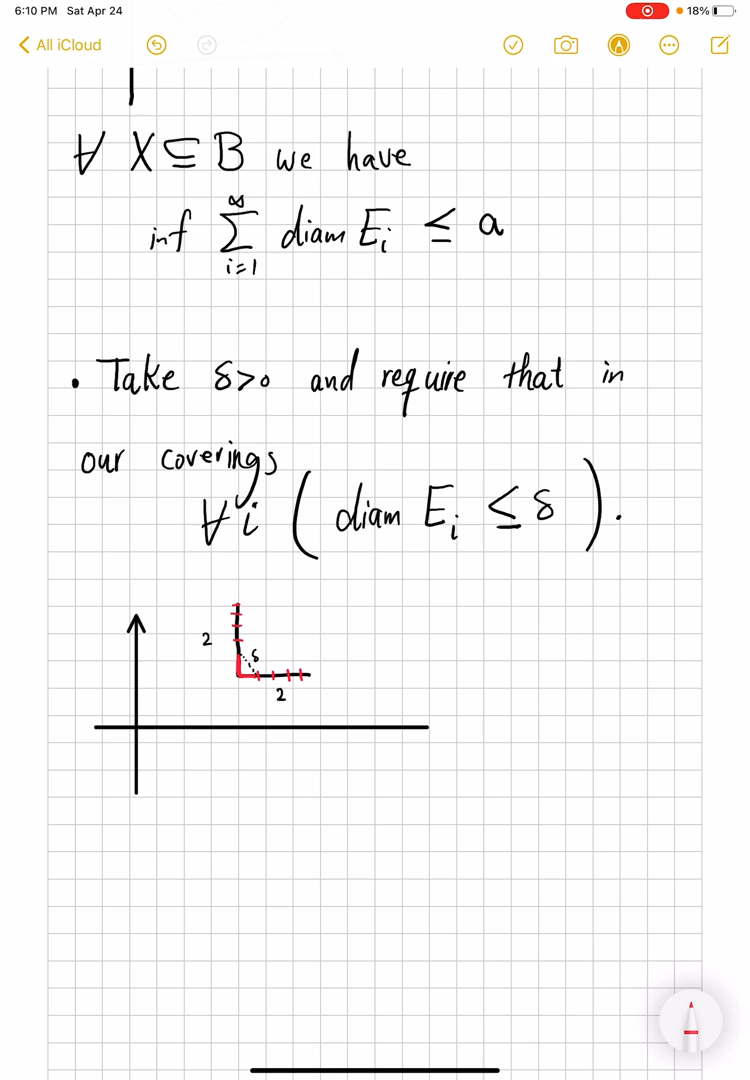 6:10 PM Sat Apr 24
18%
All iCloud
∀ X ⊆ B we have
inf ∑_{i=1}^{∞} diam E_i ≤ a
• Take δ>0 and require that in
our coverings
∀i ( diam E_i ≤ δ ).
2
δ
2